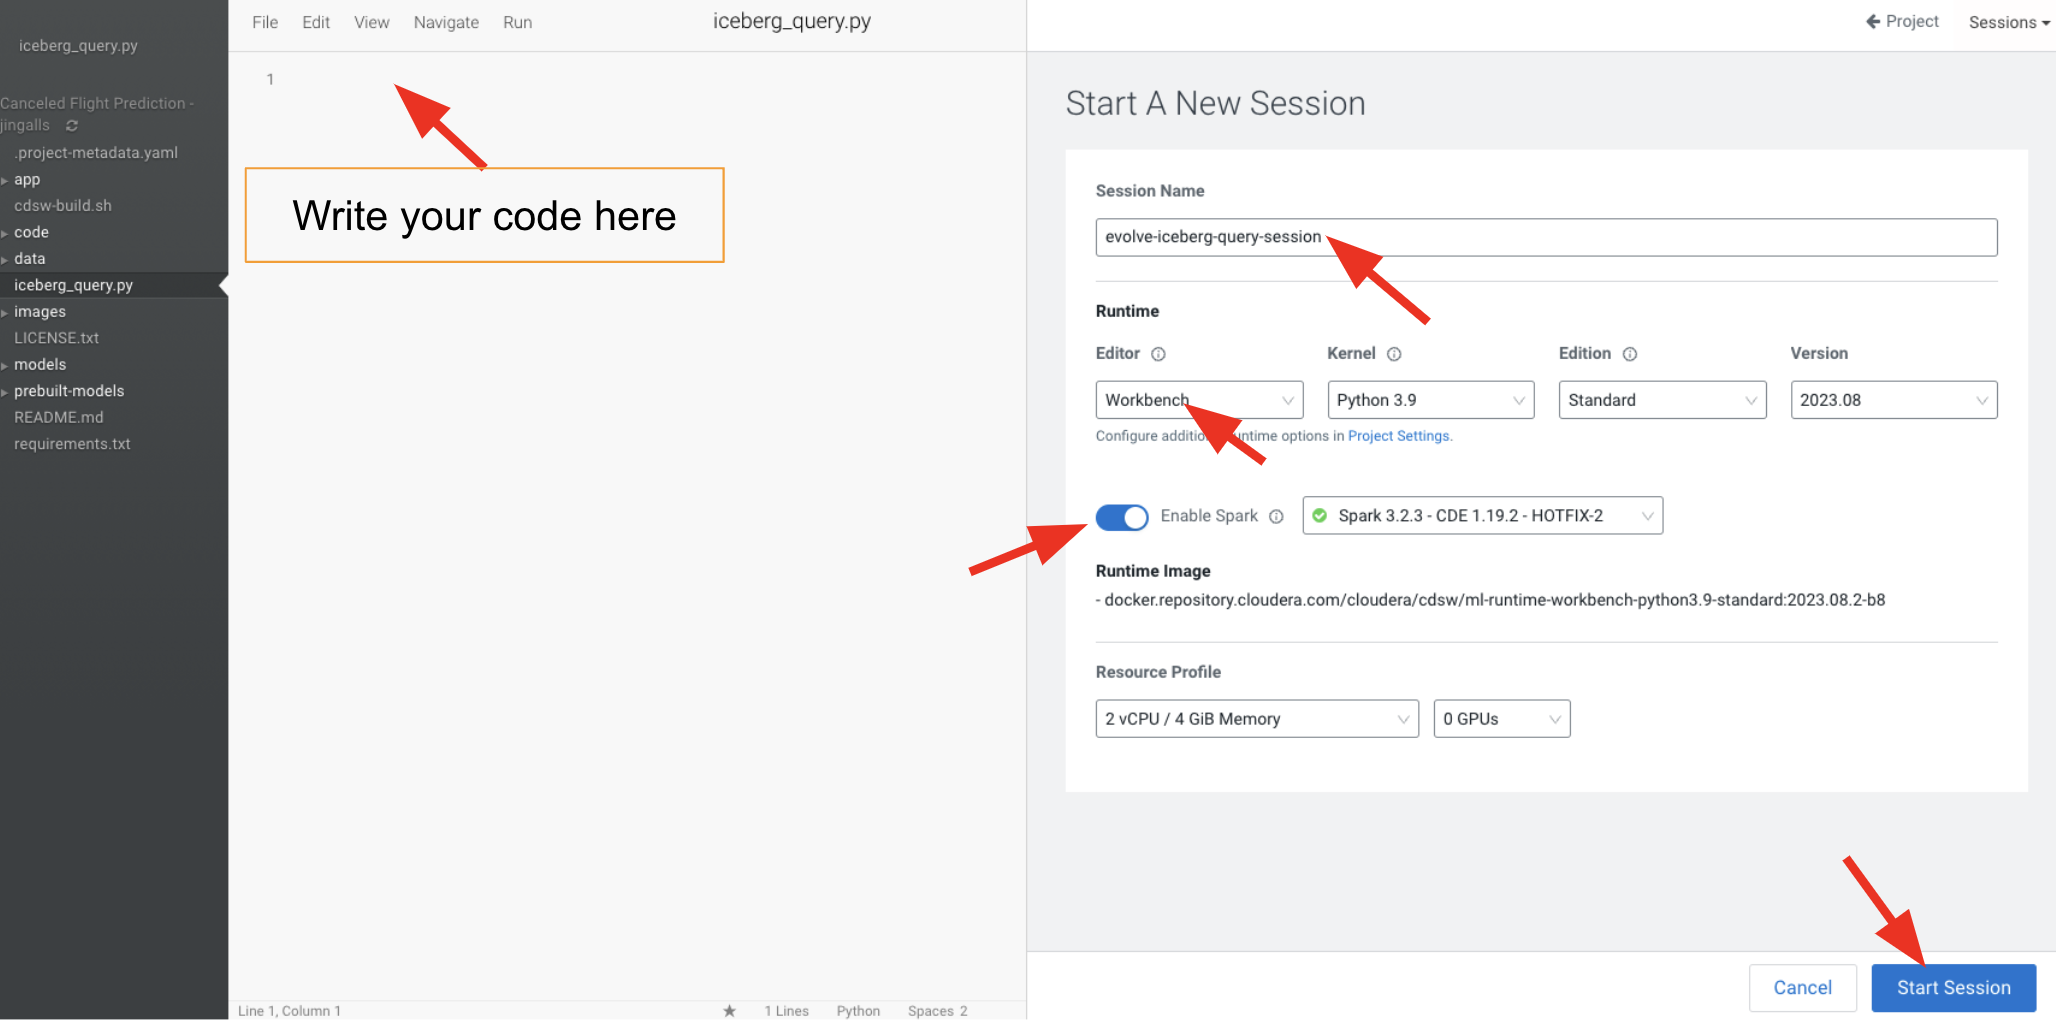 iceberg_query.py
Canceled Flight Prediction -
jingalls
.project-metadata.yaml
app
cdsw-build.sh
code
data
iceberg_query.py
images
LICENSE.txt
models
prebuilt-models
README.md
requirements.txt
File Edit View Navigate Run iceberg_query.py
1
Write your code here
Line 1, Column 1 ★ 1 Lines Python Spaces 2
Project Sessions
Start A New Session
Session Name
evolve-iceberg-query-session
Runtime
Editor Kernel Edition Version
Workbench Python 3.9 Standard 2023.08
Configure additio untime options in Project Settings.
Enable Spark Spark 3.2.3 - CDE 1.19.2 - HOTFIX-2
Runtime Image
- docker.repository.cloudera.com/cloudera/cdsw/ml-runtime-workbench-python3.9-standard:2023.08.2-b8
Resource Profile
2 vCPU / 4 GiB Memory 0 GPUs
Cancel Start Session